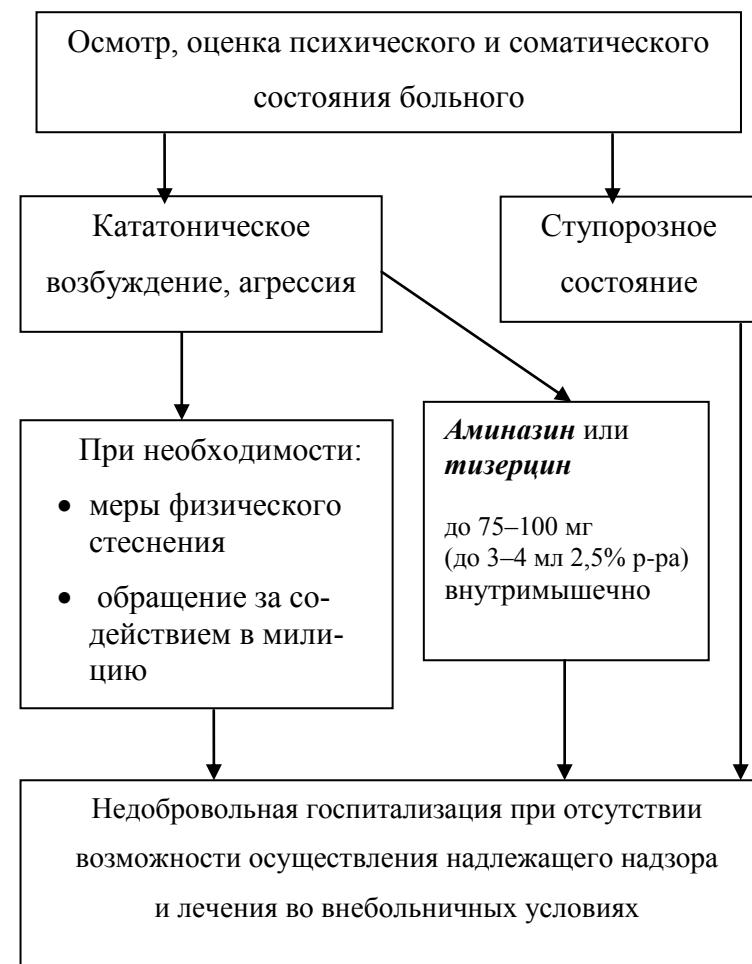 Осмотр, оценка психического и соматического
состояния больного
Кататоническое
возбуждение, агрессия
Ступорозное
состояние
При необходимости:
• меры физического
стеснения
• обращение за со-
действием в мили-
цию
Аминазин или
тизерцин
до 75–100 мг
(до 3–4 мл 2,5% р-ра)
внутримышечно
Недобровольная госпитализация при отсутствии
возможности осуществления надлежащего надзора
и лечения во внебольничных условиях